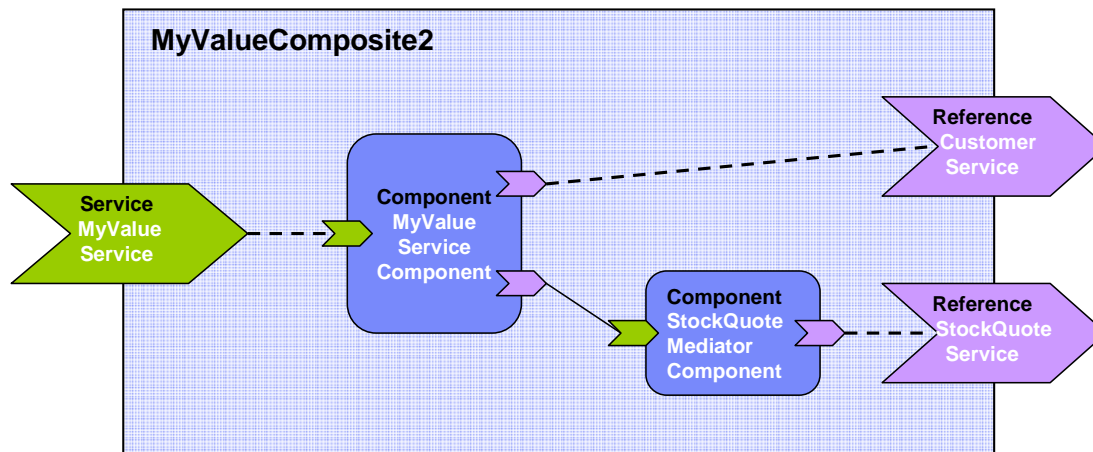 MyValueComposite2
Service
MyValue
Service
Component
MyValue
Service
Component
Component
StockQuote
Mediator
Component
Reference
Customer
Service
Reference
StockQuote
Service